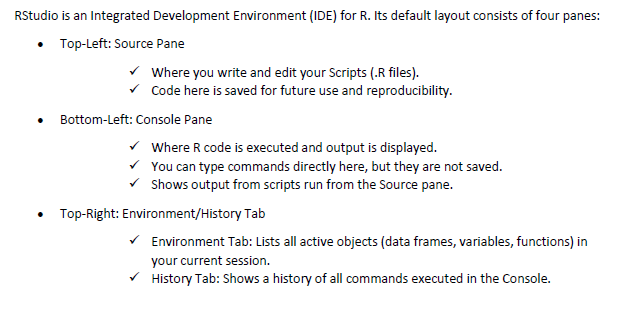 RStudio is an Integrated Development Environment (IDE) for R. Its default layout consists of four panes:
• Top-Left: Source Pane
✓ Where you write and edit your Scripts (.R files).
✓ Code here is saved for future use and reproducibility.
• Bottom-Left: Console Pane
✓ Where R code is executed and output is displayed.
✓ You can type commands directly here, but they are not saved.
✓ Shows output from scripts run from the Source pane.
• Top-Right: Environment/History Tab
✓ Environment Tab: Lists all active objects (data frames, variables, functions) in
your current session.
✓ History Tab: Shows a history of all commands executed in the Console.